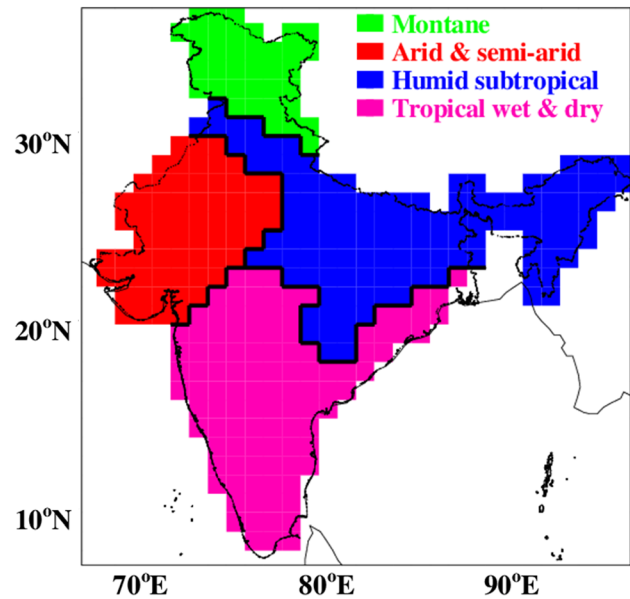 Montane
Arid & semi-arid
Humid subtropical
Tropical wet & dry
30°N
20°N
10°N
70°E 80°E 90°E